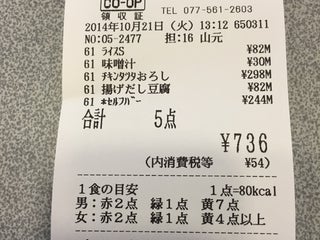 CO-OP
領収証
TEL 077-561-2603
2014年10月21日(火) 13:12 650311
NO:05-2477 担:16 山元
61 ライスS ¥82M
61 味噌汁 ¥30M
61 チキンタツタおろし ¥298M
61 揚げだし豆腐 ¥82M
61 *セルフバー ¥244M
合計 5点
¥736
(内消費税等 ¥54)
1食の目安 1点=80kcal
男:赤2点 緑1点 黄7点
女:赤2点 緑1点 黄4点以上